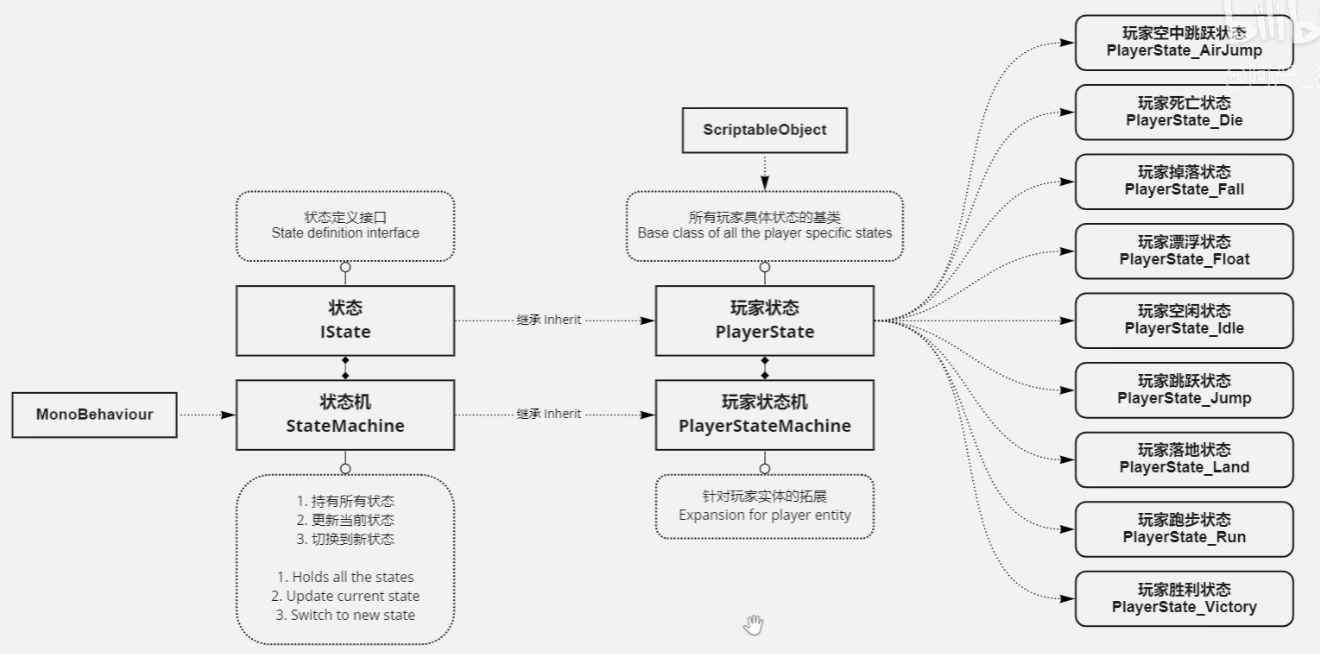 MonoBehaviour
状态定义接口
State definition interface
状态
IState
状态机
StateMachine
1. 持有所有状态
2. 更新当前状态
3. 切换到新状态
1. Holds all the states
2. Update current state
3. Switch to new state
继承 Inherit
继承 Inherit
ScriptableObject
所有玩家具体状态的基类
Base class of all the player specific states
玩家状态
PlayerState
玩家状态机
PlayerStateMachine
针对玩家实体的拓展
Expansion for player entity
玩家空中跳跃状态
PlayerState_AirJump
玩家死亡状态
PlayerState_Die
玩家掉落状态
PlayerState_Fall
玩家漂浮状态
PlayerState_Float
玩家空闲状态
PlayerState_Idle
玩家跳跃状态
PlayerState_Jump
玩家落地状态
PlayerState_Land
玩家跑步状态
PlayerState_Run
玩家胜利状态
PlayerState_Victory